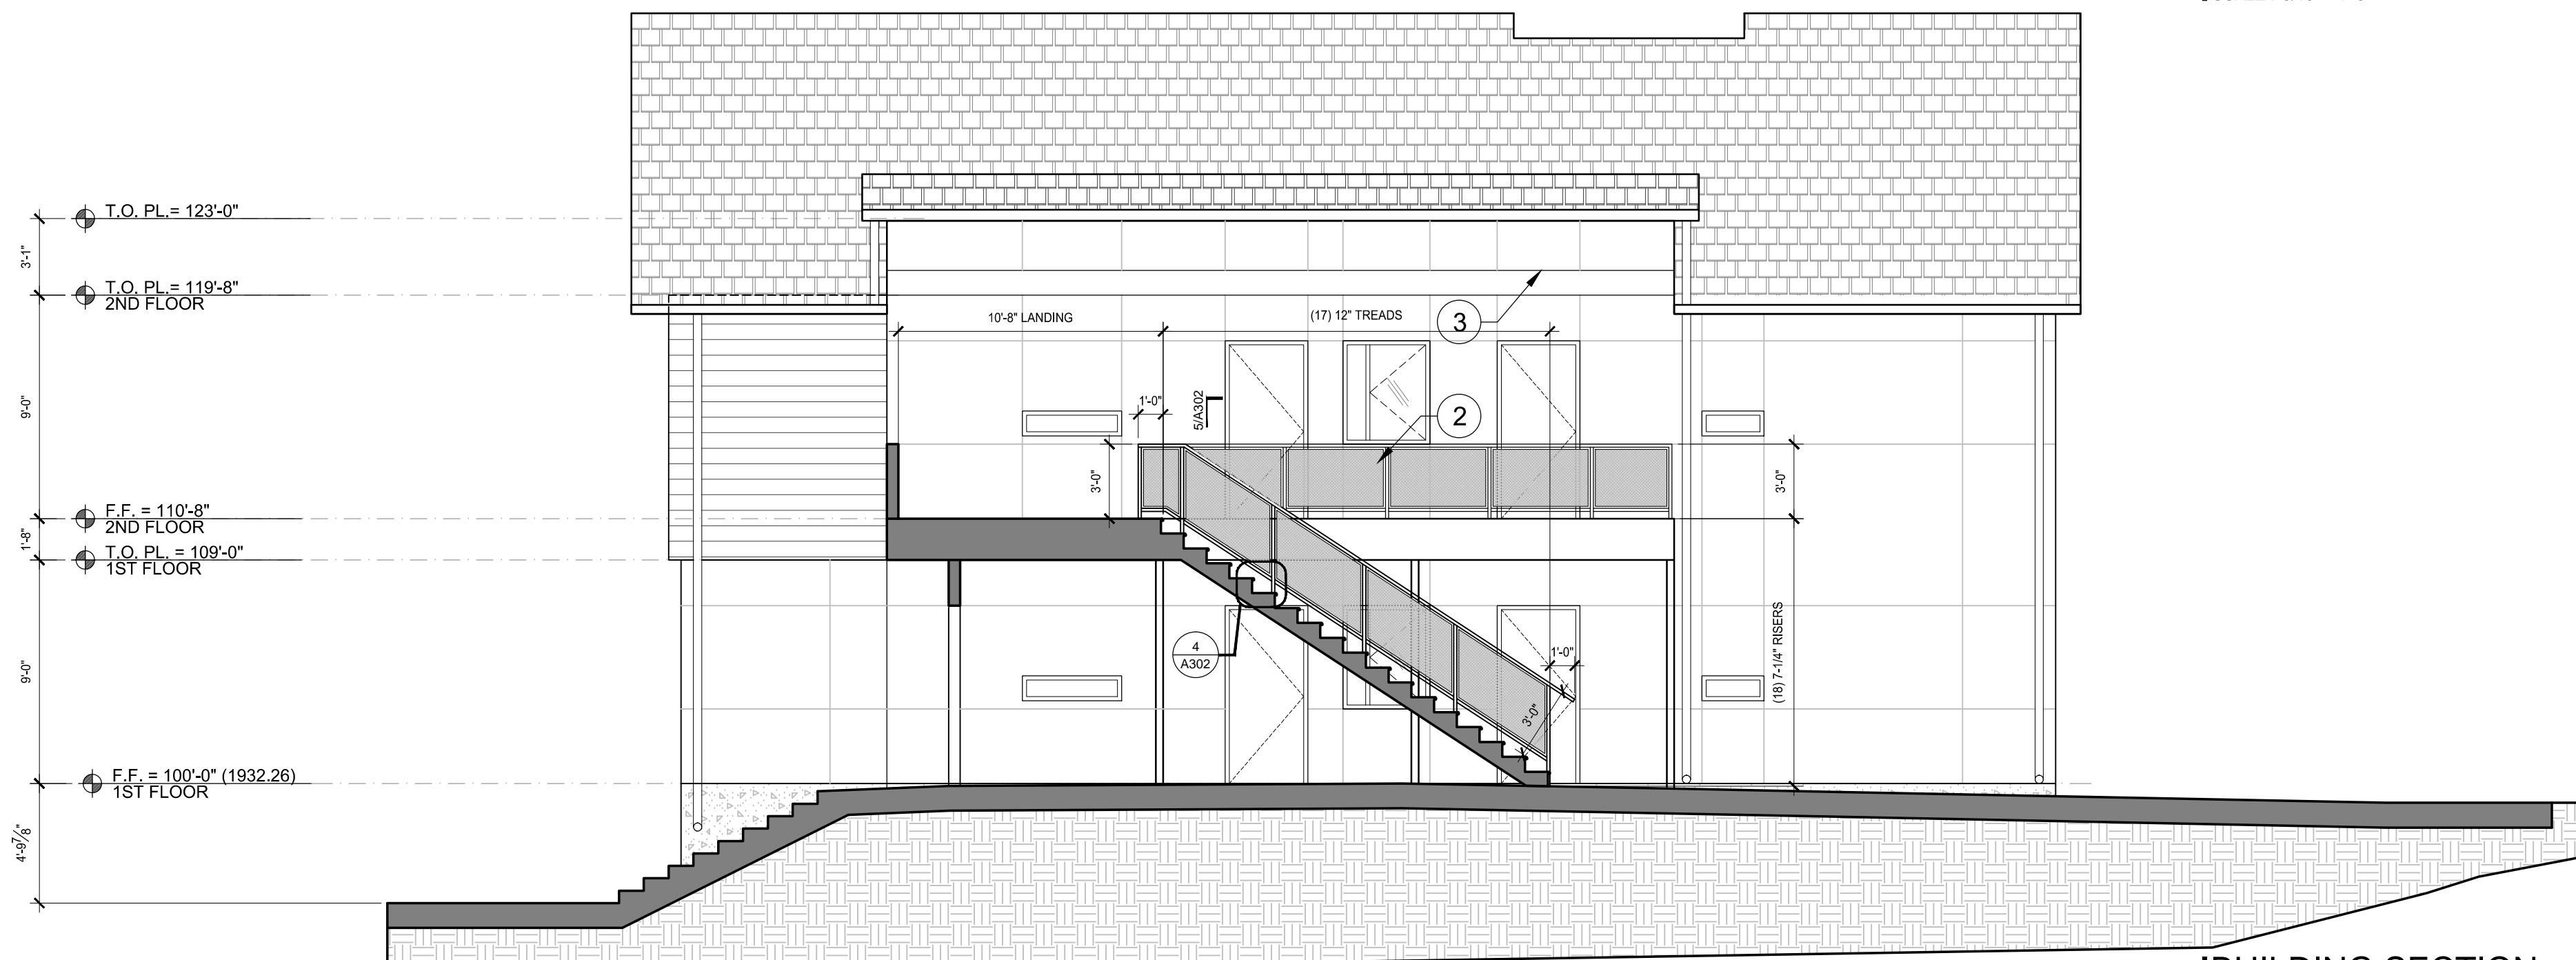 T.O. PL.= 123'-0"
3'-1"
T.O. PL.= 119'-8"
2ND FLOOR
10'-8" LANDING
(17) 12" TREADS
3
9'-0"
1'-0"
5/A302
2
3'-0"
3'-0"
F.F. = 110'-8"
2ND FLOOR
1'-8"
T.O. PL. = 109'-0"
1ST FLOOR
9'-0"
4
A302
1'-0"
3'-0"
(18) 7-1/4" RISERS
F.F. = 100'-0" (1932.26)
1ST FLOOR
4'-9⅞"
BUILDING SECTION